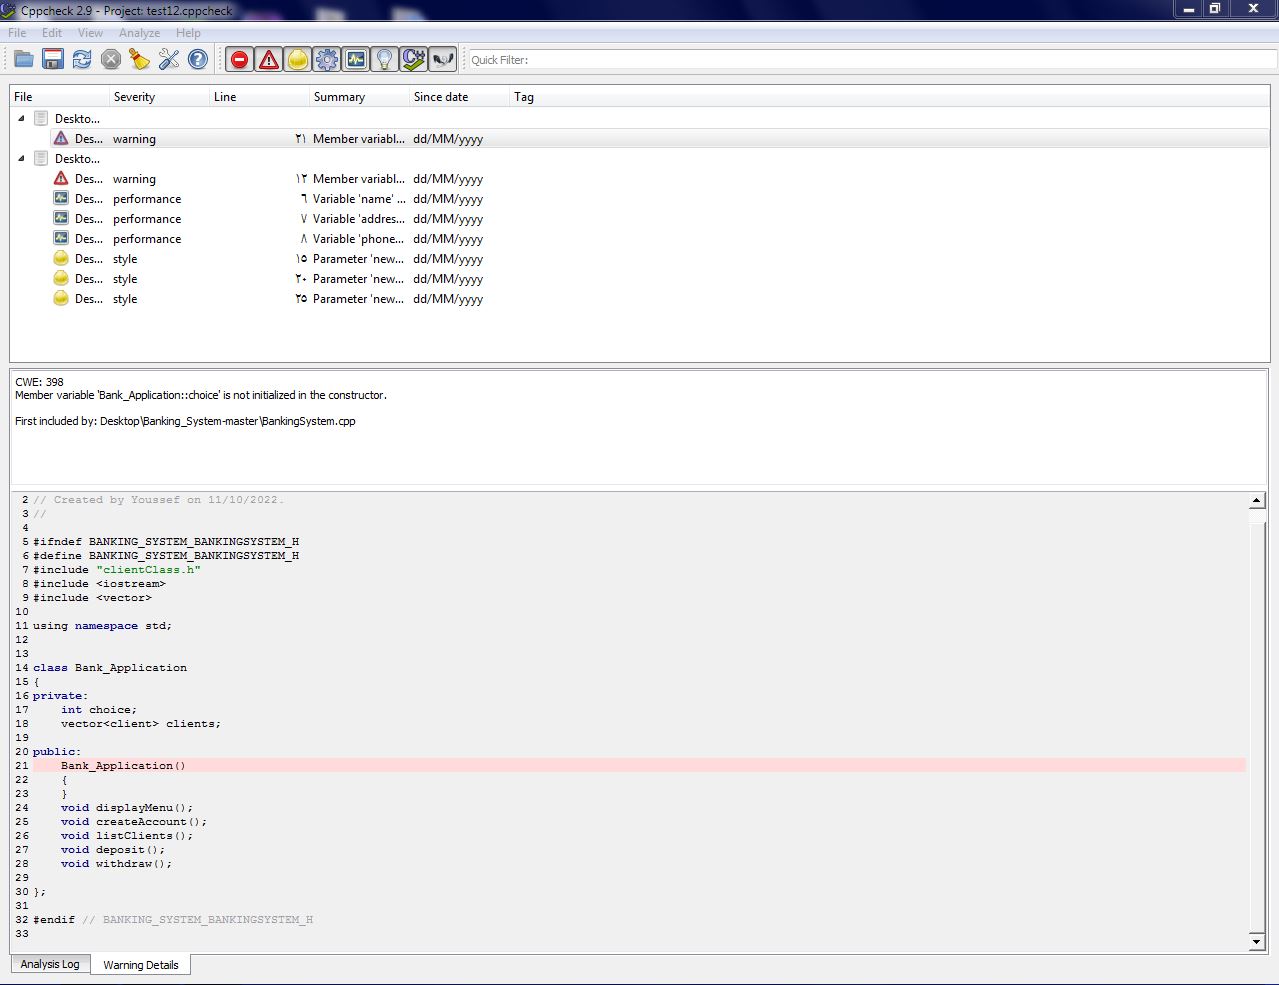 Cppcheck 2.9 - Project: test12.cppcheck
File Edit View Analyze Help
Quick Filter:
File Severity Line Summary Since date Tag
Deskto...
Des... warning ٢١ Member variabl... dd/MM/yyyy
Deskto...
Des... warning ١٢ Member variabl... dd/MM/yyyy
Des... performance ٦ Variable 'name' ... dd/MM/yyyy
Des... performance ٧ Variable 'addres... dd/MM/yyyy
Des... performance ٨ Variable 'phone... dd/MM/yyyy
Des... style ١٥ Parameter 'new... dd/MM/yyyy
Des... style ٢٠ Parameter 'new... dd/MM/yyyy
Des... style ٢٥ Parameter 'new... dd/MM/yyyy
CWE: 398
Member variable 'Bank_Application::choice' is not initialized in the constructor.
First included by: Desktop\Banking_System-master\BankingSystem.cpp
2 // Created by Youssef on 11/10/2022.
3 //
4
5 #ifndef BANKING_SYSTEM_BANKINGSYSTEM_H
6 #define BANKING_SYSTEM_BANKINGSYSTEM_H
7 #include "clientClass.h"
8 #include <iostream>
9 #include <vector>
10
11 using namespace std;
12
13
14 class Bank_Application
15 {
16 private:
17 int choice;
18 vector<client> clients;
19
20 public:
21 Bank_Application()
22 {
23 }
24 void displayMenu();
25 void createAccount();
26 void listClients();
27 void deposit();
28 void withdraw();
29
30 };
31
32 #endif // BANKING_SYSTEM_BANKINGSYSTEM_H
33
Analysis Log Warning Details